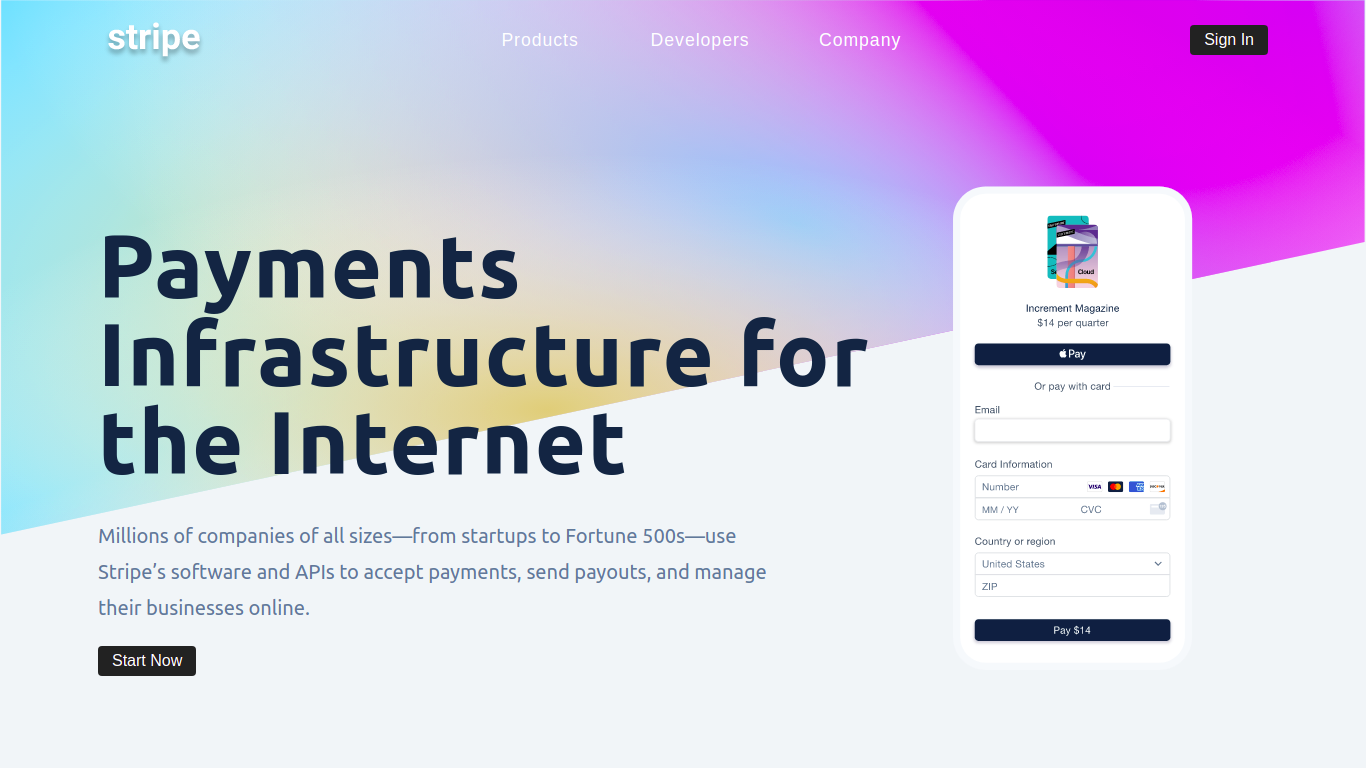 stripe
Products
Developers
Company
Sign In
Payments
Infrastructure for
the Internet
Millions of companies of all sizes—from startups to Fortune 500s—use
Stripe’s software and APIs to accept payments, send payouts, and manage
their businesses online.
Start Now
Cloud
Increment Magazine
$14 per quarter
Pay
Or pay with card
Email
Card Information
Number
VISA
MM / YY
CVC
Country or region
United States
ZIP
Pay $14